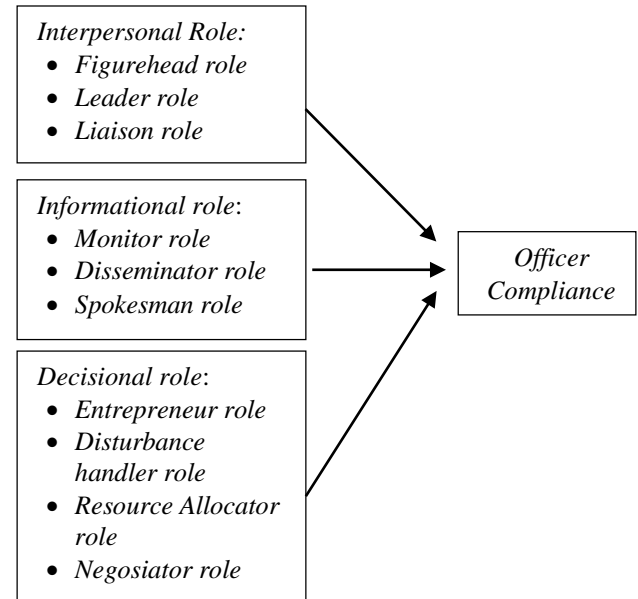 Interpersonal Role:
• Figurehead role
• Leader role
• Liaison role
Informational role:
• Monitor role
• Disseminator role
• Spokesman role
Decisional role:
• Entrepreneur role
• Disturbance
handler role
• Resource Allocator
role
• Negosiator role
Officer
Compliance